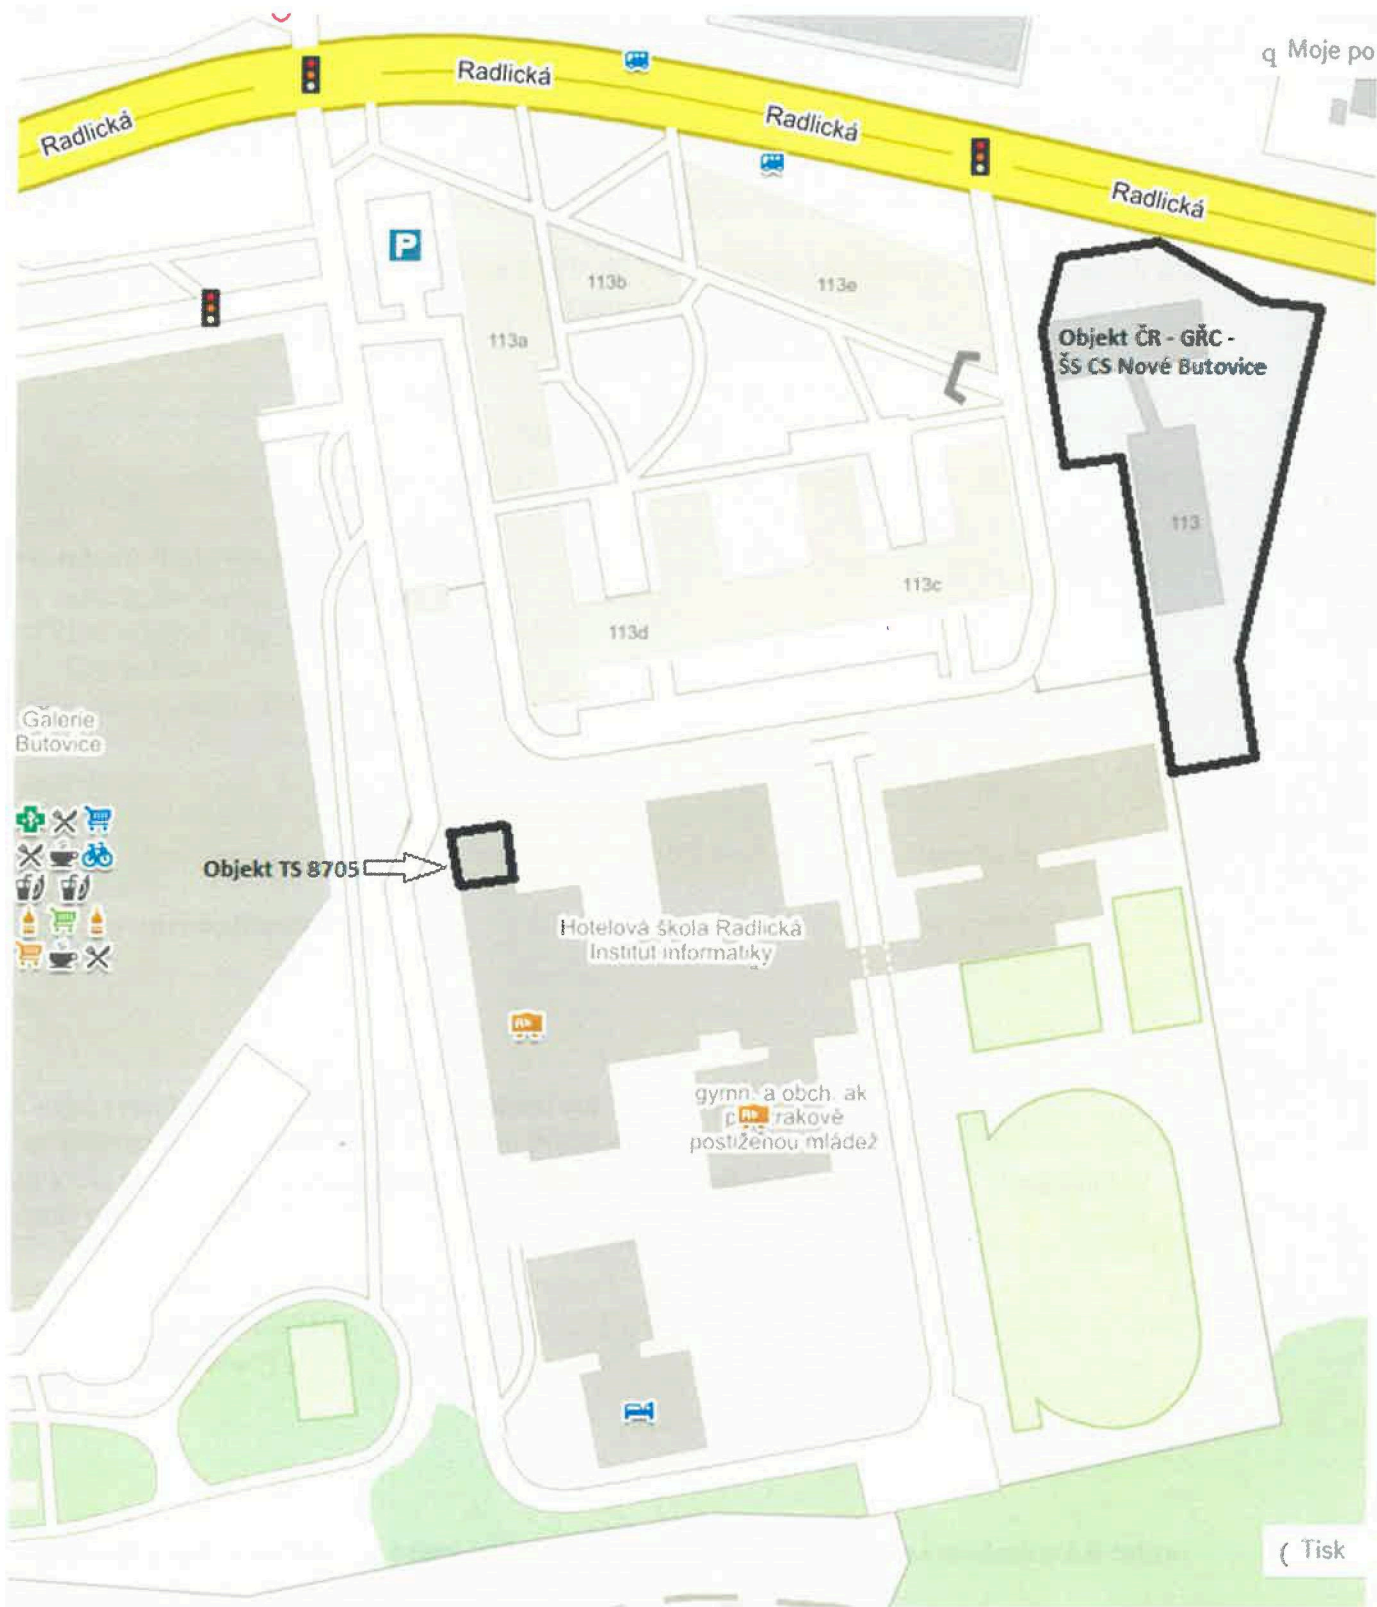 Moje po
Radlická
Radlická
Radlická
Radlická
P
113b
113e
113a
Objekt ČR - GŘC -
ŠS CS Nové Butovice
113
113c
113d
Galerie
Butovice
Objekt TS 8705
Hotelová škola Radlická
Institut informatiky
gymn. a obch. ak
rakově
postiženou mládež
( Tisk